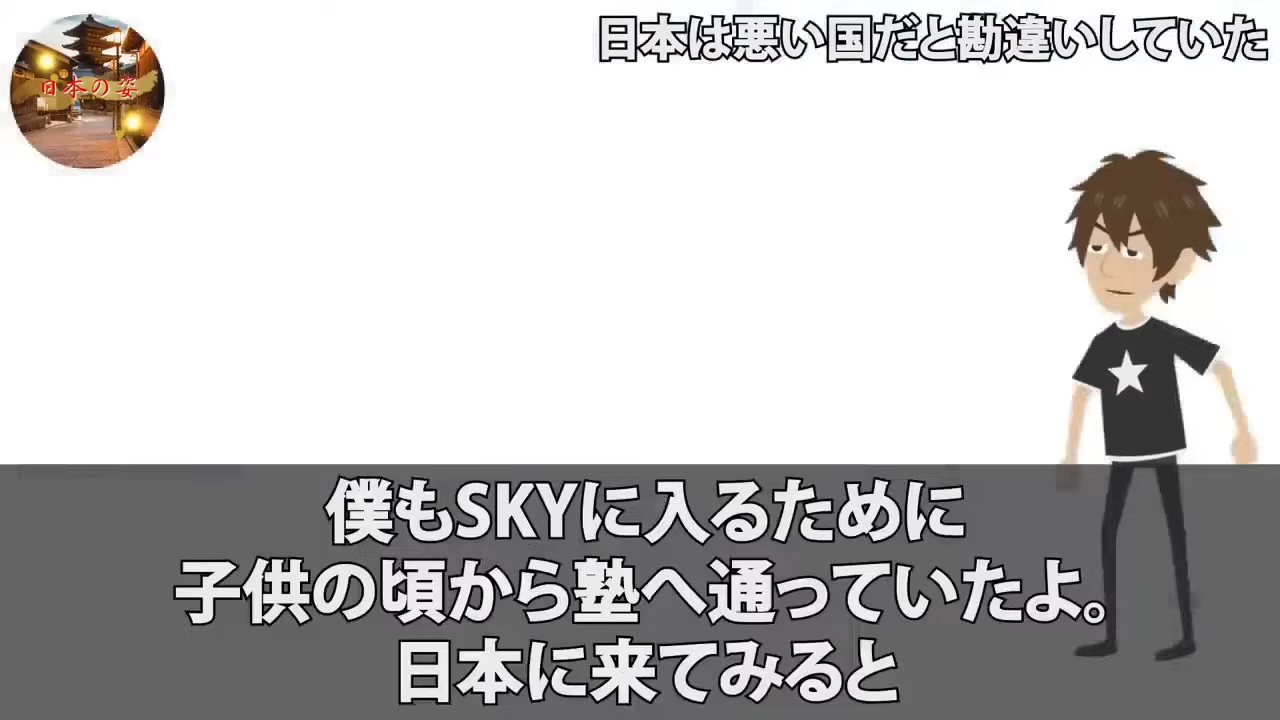 日本の姿
日本は悪い国だと勘違いしていた
僕もSKYに入るために
子供の頃から塾へ通っていたよ。
日本に来てみると